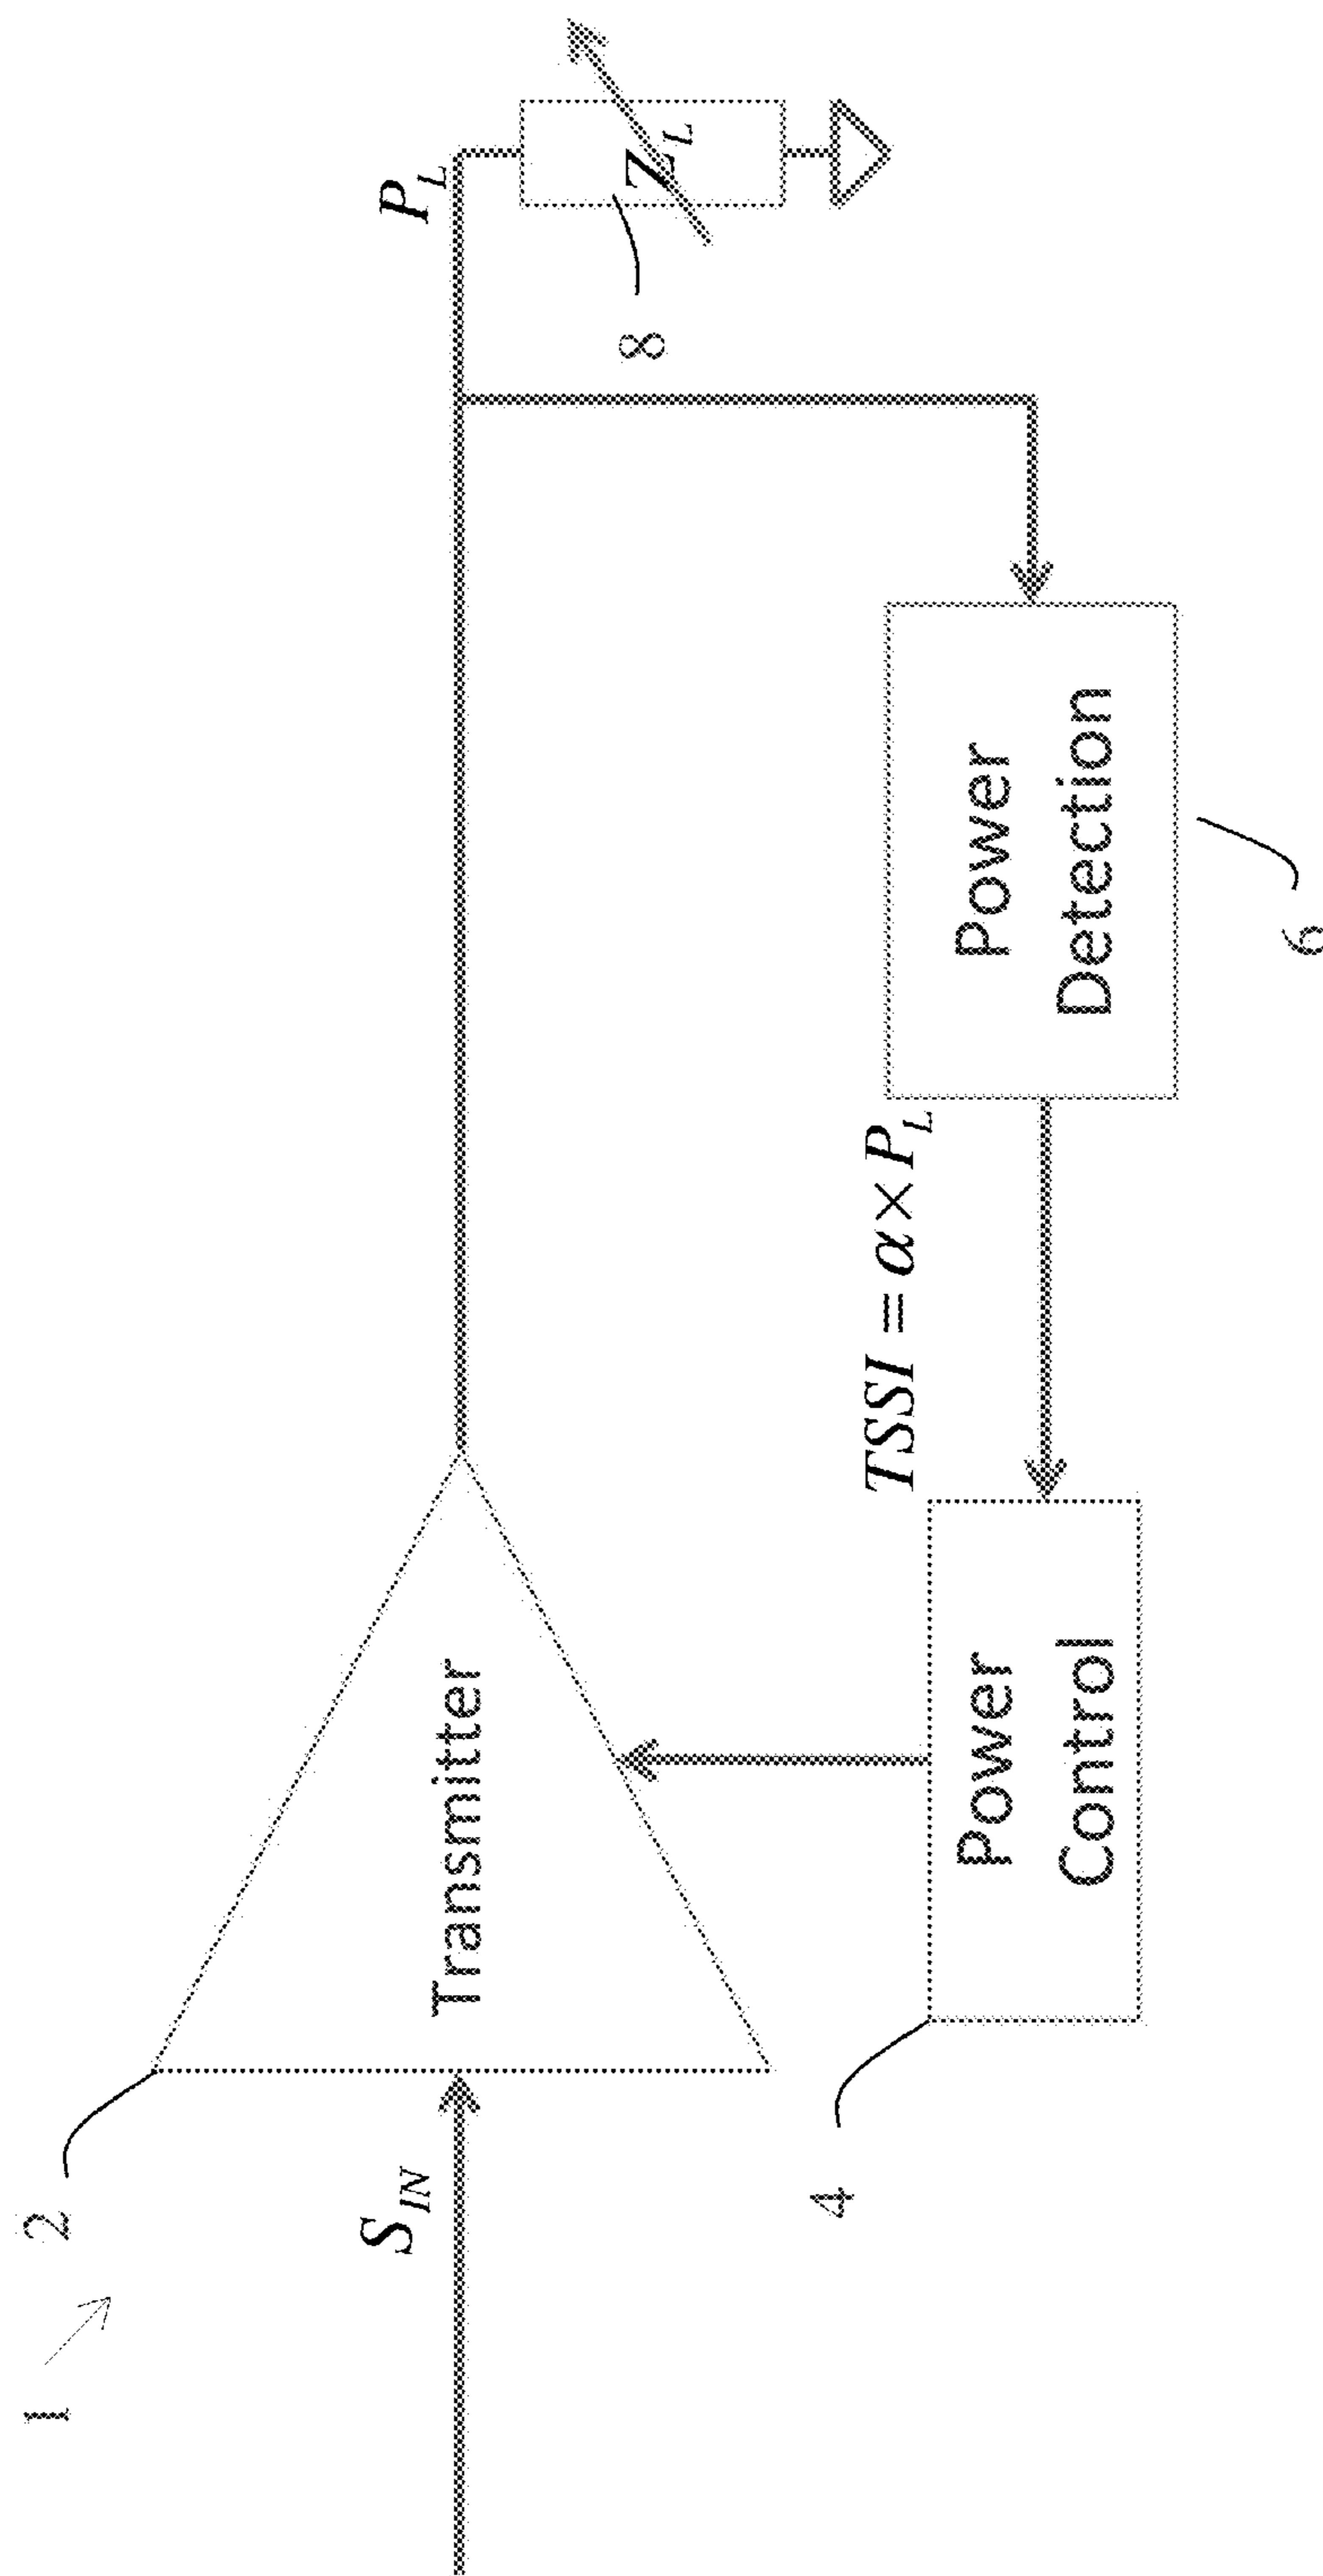 1
2
S_IN
Transmitter
P_L
Z_L
8
4
Power
Control
TSSI = α × P_L
Power
Detection
6